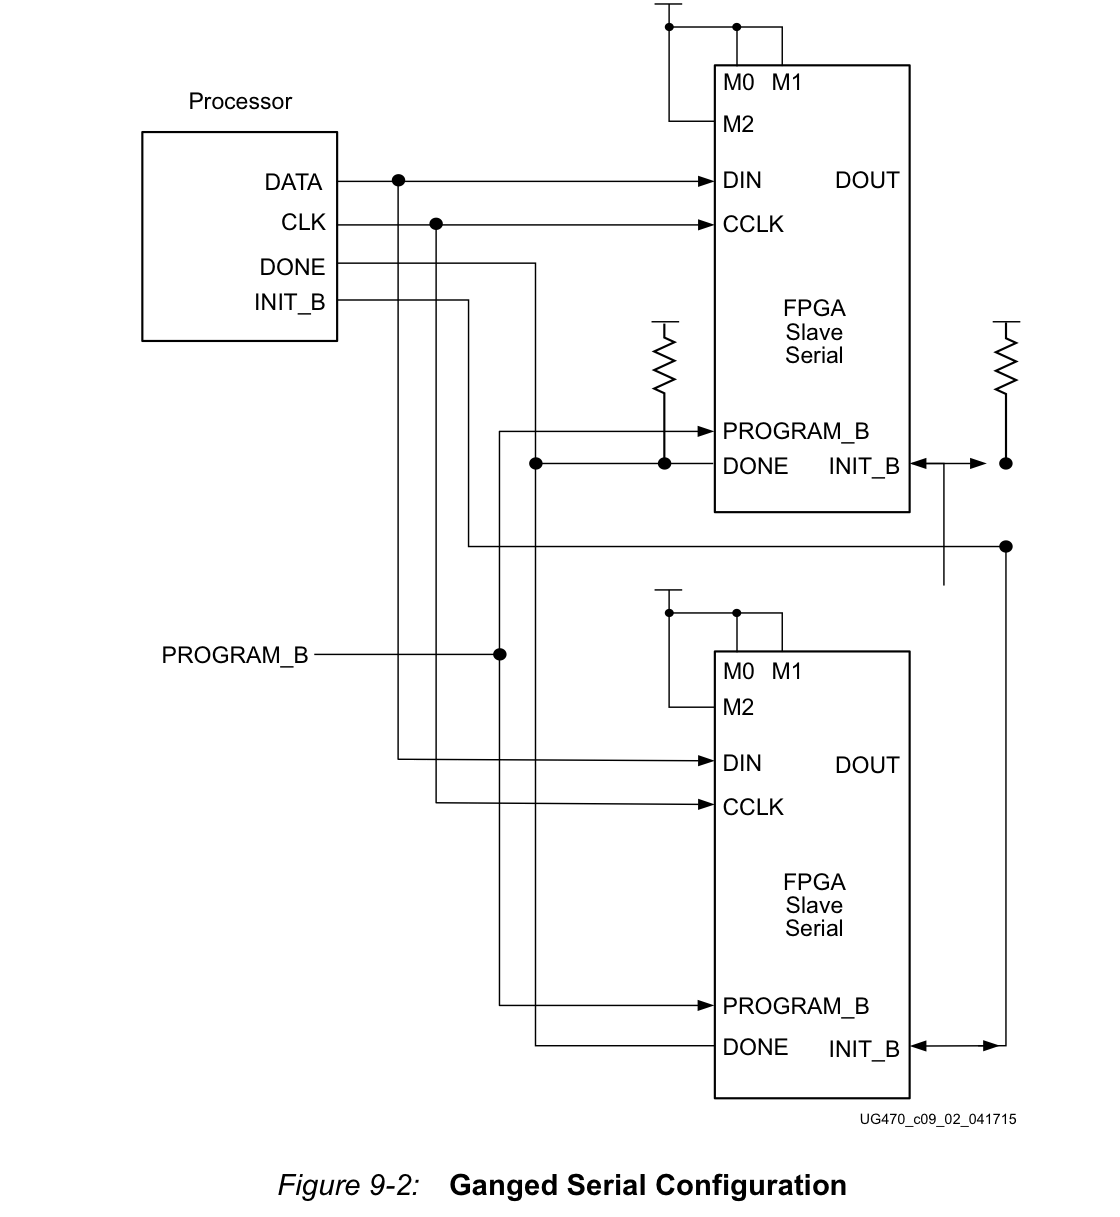 Processor
DATA
CLK
DONE
INIT_B
M0 M1
M2
DIN DOUT
CCLK
FPGA
Slave
Serial
PROGRAM_B
DONE INIT_B
PROGRAM_B
M0 M1
M2
DIN DOUT
CCLK
FPGA
Slave
Serial
PROGRAM_B
DONE INIT_B
UG470_c09_02_041715
Figure 9-2: Ganged Serial Configuration